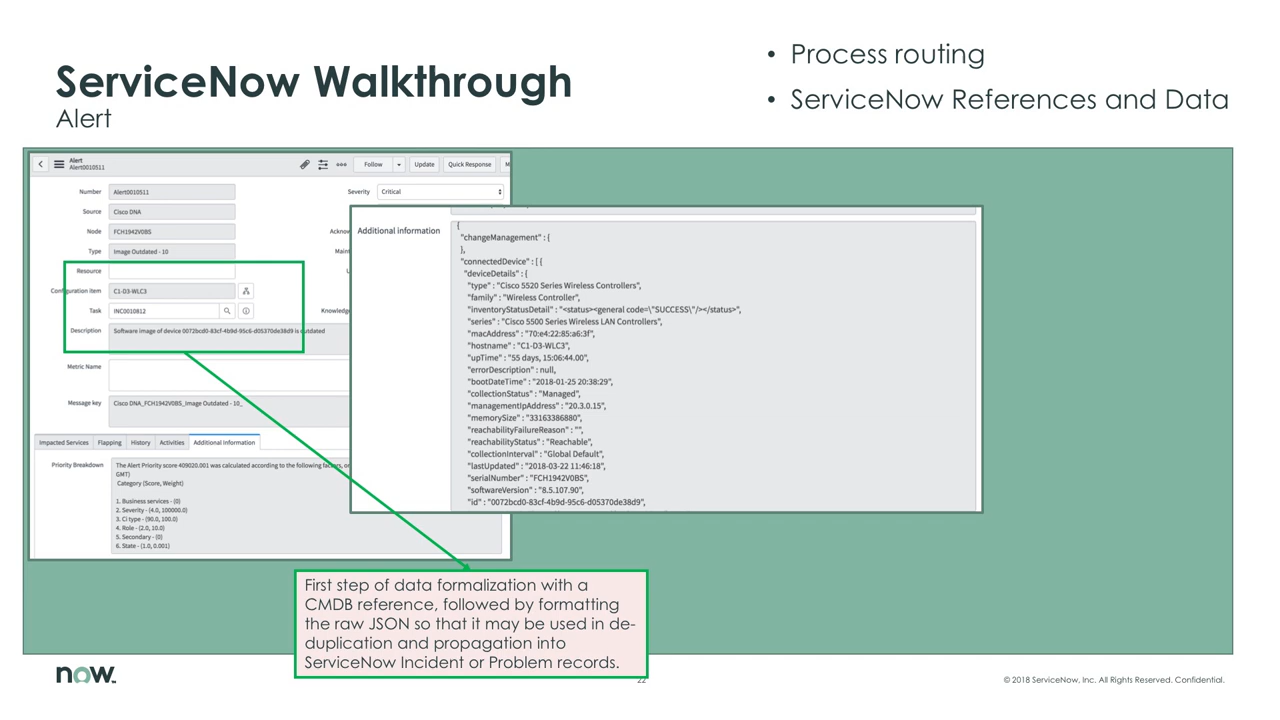 ServiceNow Walkthrough
Alert
• Process routing
• ServiceNow References and Data
Alert
Alert0010511
Follow
Update
Quick Response
M
Number
Alert0010511
Severity
Critical
Source
Cisco DNA
Node
FCH1942V0BS
Acknow
Type
Image Outdated - 10
Maint
Resource
Configuration item
C1-D3-WLC3
Task
INC0010812
Knowledge
Description
Software image of device 0072bcd0-83cf-4b9d-95c6-d05370de38d9 is outdated
Metric Name
Message key
Cisco DNA_FCH1942V0BS_Image Outdated - 10_
Impacted Services
Flapping
History
Activities
Additional Information
Priority Breakdown
The Alert Priority score 409020.001 was calculated according to the following factors, o
GMT)
Category (Score, Weight)
1. Business services - (0)
2. Severity - (4.0, 100000.0)
3. Ci type - (90.0, 100.0)
4. Role - (2.0, 10.0)
5. Secondary - (0)
6. State - (1.0, 0.001)
Additional information
{
"changeManagement" : {
},
"connectedDevice" : [ {
"deviceDetails" : {
"type" : "Cisco 5520 Series Wireless Controllers",
"family" : "Wireless Controller",
"inventoryStatusDetail" : "<status><general code=\"SUCCESS\"/></status>",
"series" : "Cisco 5500 Series Wireless LAN Controllers",
"macAddress" : "70:e4:22:85:a6:3f",
"hostname" : "C1-D3-WLC3",
"upTime" : "55 days, 15:06:44.00",
"errorDescription" : null,
"bootDateTime" : "2018-01-25 20:38:29",
"collectionStatus" : "Managed",
"managementIpAddress" : "20.3.0.15",
"memorySize" : "33163386880",
"reachabilityFailureReason" : "",
"reachabilityStatus" : "Reachable",
"collectionInterval" : "Global Default",
"lastUpdated" : "2018-03-22 11:46:18",
"serialNumber" : "FCH1942V0BS",
"softwareVersion" : "8.5.107.90",
"id" : "0072bcd0-83cf-4b9d-95c6-d05370de38d9",
First step of data formalization with a
CMDB reference, followed by formatting
the raw JSON so that it may be used in de-
duplication and propagation into
ServiceNow Incident or Problem records.
now
22
© 2018 ServiceNow, Inc. All Rights Reserved. Confidential.